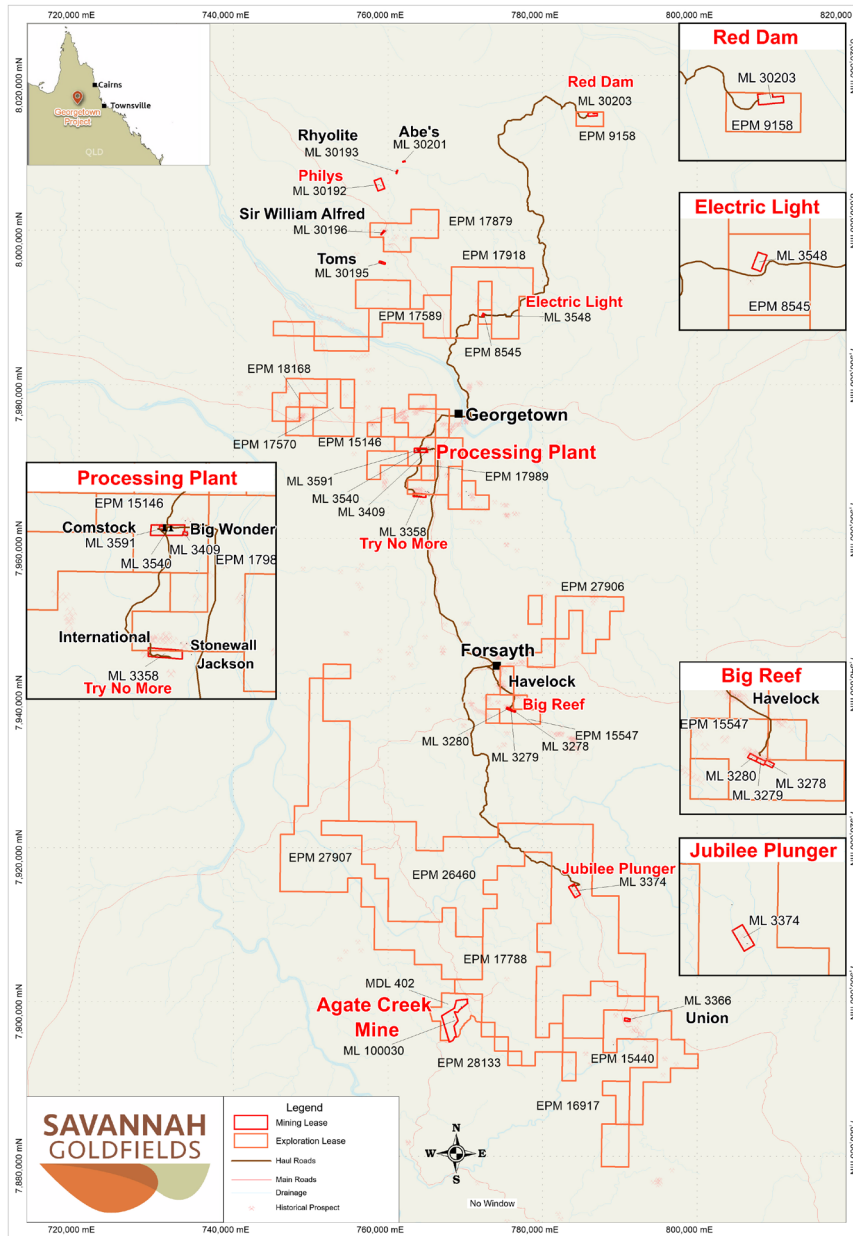 720,000 mE
740,000 mE
760,000 mE
780,000 mE
800,000 mE
820,000
8,020,000 mN
8,000,000 mN
7,980,000 mN
7,960,000 mN
7,940,000 mN
7,920,000 mN
7,900,000 mN
7,880,000 mN
Cairns
Townsville
Georgetown
Project
QLD
Red Dam
ML 30203
EPM 9158
Rhyolite
ML 30193
Abe's
ML 30201
Philys
ML 30192
Sir William Alfred
ML 30196
EPM 17879
Toms
ML 30195
EPM 17918
EPM 17589
Electric Light
ML 3548
EPM 8545
EPM 18168
EPM 17570
EPM 15146
Georgetown
Processing Plant
ML 3591
ML 3540
ML 3409
EPM 17989
ML 3358
Try No More
EPM 27906
Forsayth
Havelock
Big Reef
ML 3280
ML 3279
ML 3278
EPM 15547
EPM 27907
EPM 26460
Jubilee Plunger
ML 3374
EPM 17788
MDL 402
Agate Creek
Mine
ML 100030
EPM 28133
ML 3366
Union
EPM 15440
EPM 16917
Red Dam
ML 30203
EPM 9158
Electric Light
ML 3548
EPM 8545
Processing Plant
EPM 15146
Comstock
ML 3591
Big Wonder
ML 3409
ML 3540
EPM 1798
International
Stonewall
Jackson
ML 3358
Try No More
Big Reef
Havelock
EPM 15547
ML 3280
ML 3278
ML 3279
Jubilee Plunger
ML 3374
SAVANNAH
GOLDFIELDS
Legend
Mining Lease
Exploration Lease
Haul Roads
Main Roads
Drainage
Historical Prospect
N
W
E
S
No Window
720,000 mE
740,000 mE
760,000 mE
780,000 mE
800,000 mE